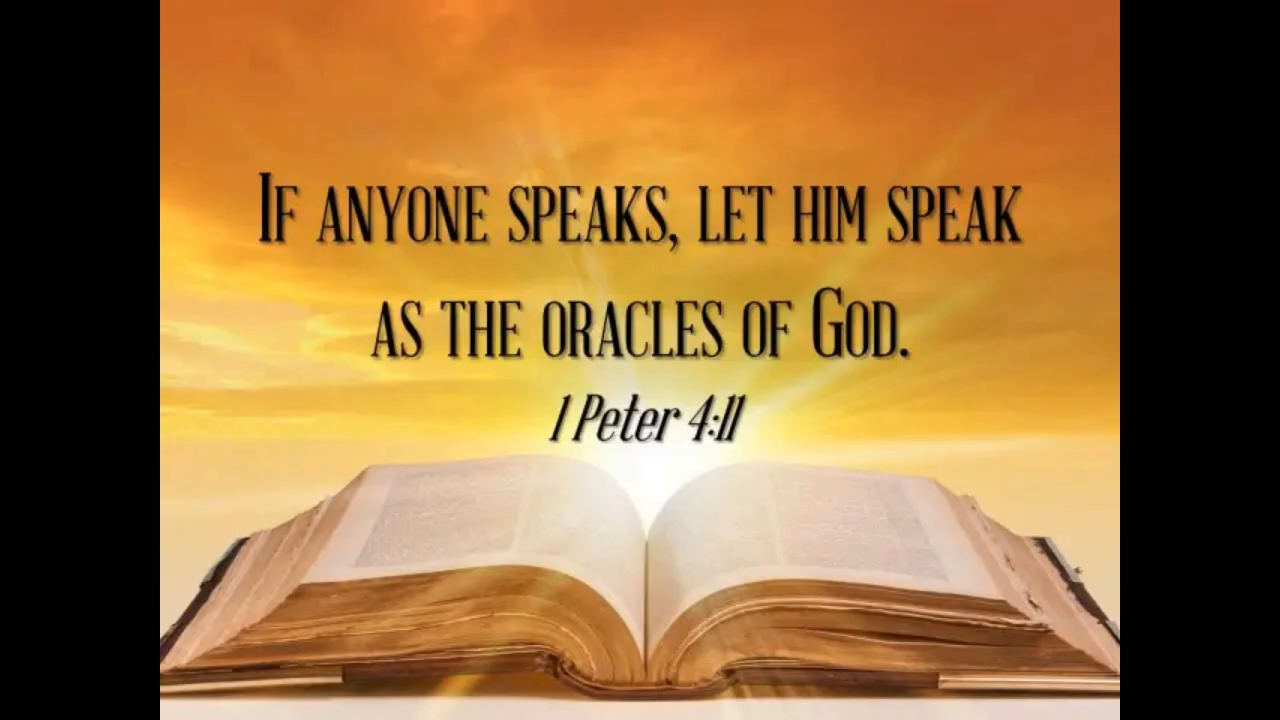 If anyone speaks, let him speak
as the oracles of God.
1 Peter 4:11